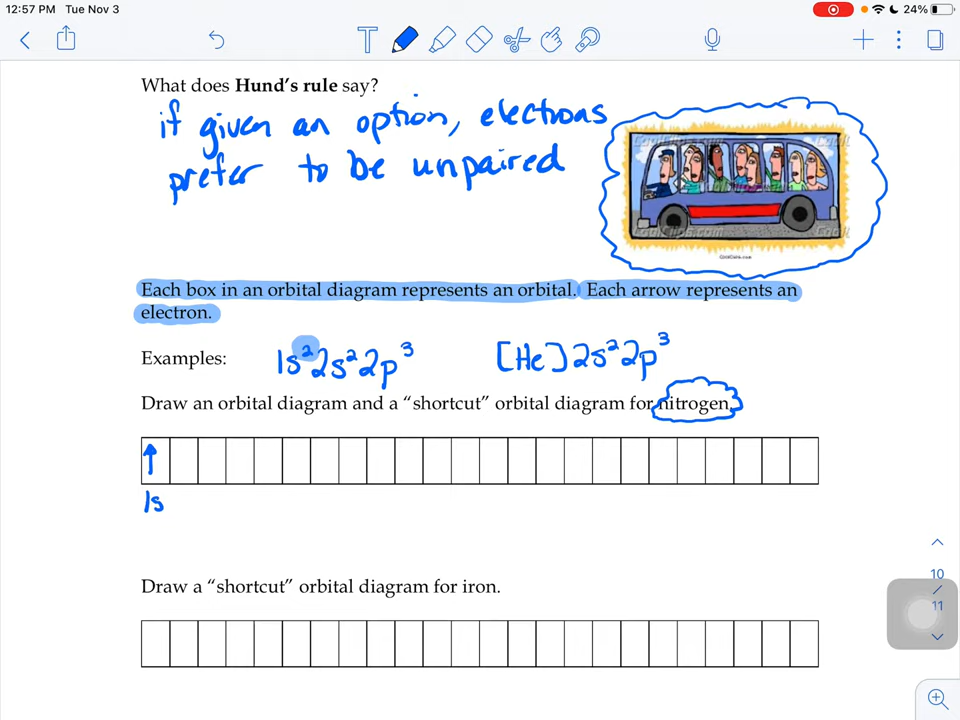 12:57 PM Tue Nov 3
24%
What does Hund's rule say?
if given an option, electrons
prefer to be unpaired
Each box in an orbital diagram represents an orbital. Each arrow represents an
electron.
Examples: 1s²2s²2p³ [He]2s²2p³
Draw an orbital diagram and a "shortcut" orbital diagram for nitrogen.
1s
Draw a "shortcut" orbital diagram for iron.
10
/
11